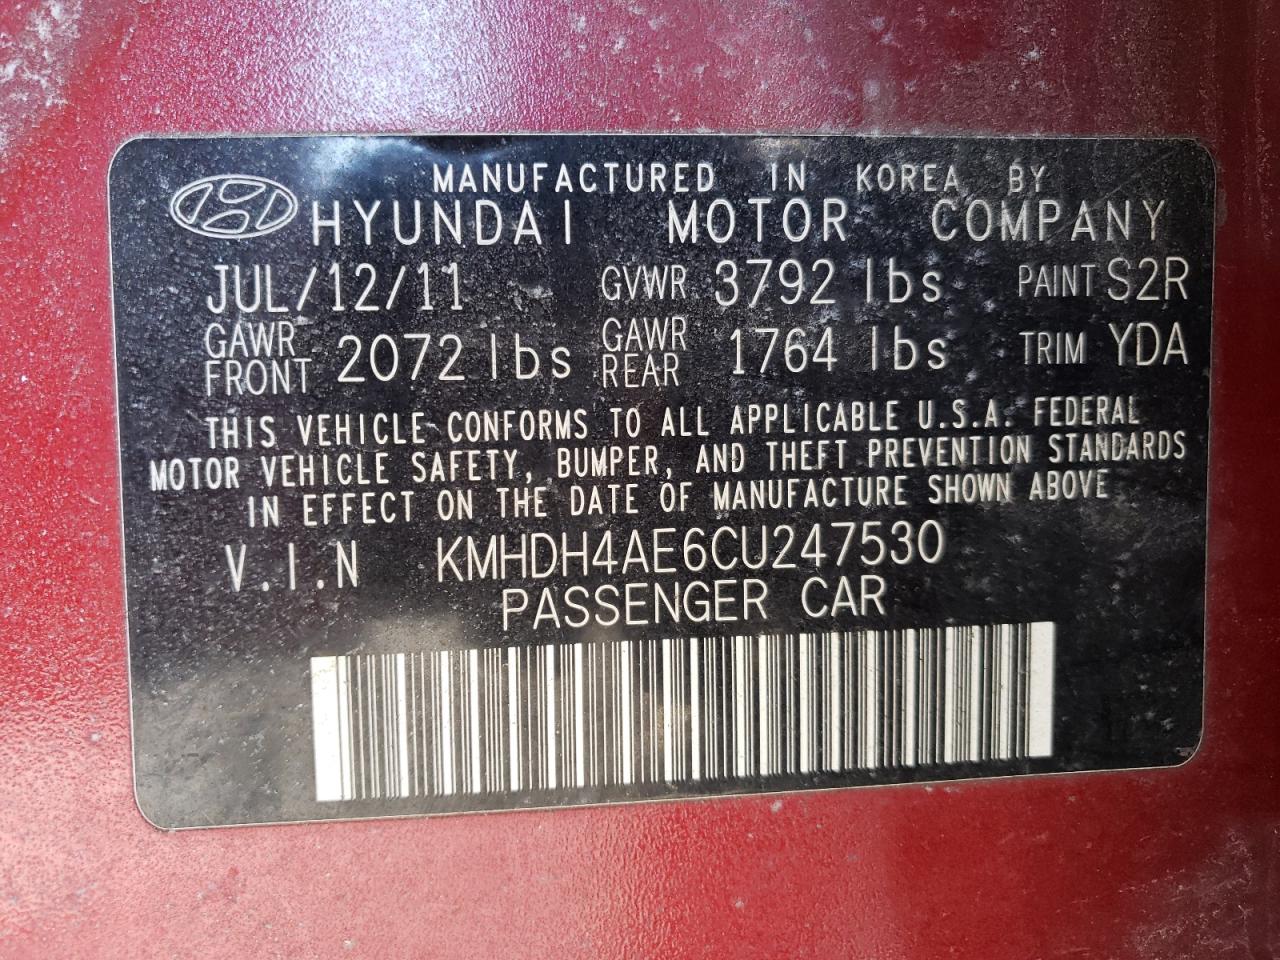 MANUFACTURED IN KOREA BY
HYUNDAI MOTOR COMPANY
JUL/12/11 GVWR 3792 lbs PAINT S2R
GAWR FRONT 2072 lbs GAWR REAR 1764 lbs TRIM YDA
THIS VEHICLE CONFORMS TO ALL APPLICABLE U.S.A. FEDERAL
MOTOR VEHICLE SAFETY, BUMPER, AND THEFT PREVENTION STANDARDS
IN EFFECT ON THE DATE OF MANUFACTURE SHOWN ABOVE
V.I.N KMHDH4AE6CU247530
PASSENGER CAR